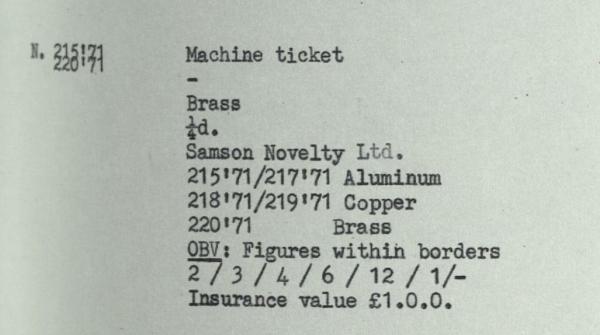 N. 215'71 Machine ticket
220'71
-
Brass
¼d.
Samson Novelty Ltd.
215'71/217'71 Aluminum
218'71/219'71 Copper
220'71 Brass
OBV: Figures within borders
2 / 3 / 4 / 6 / 12 / 1/-
Insurance value £1.0.0.